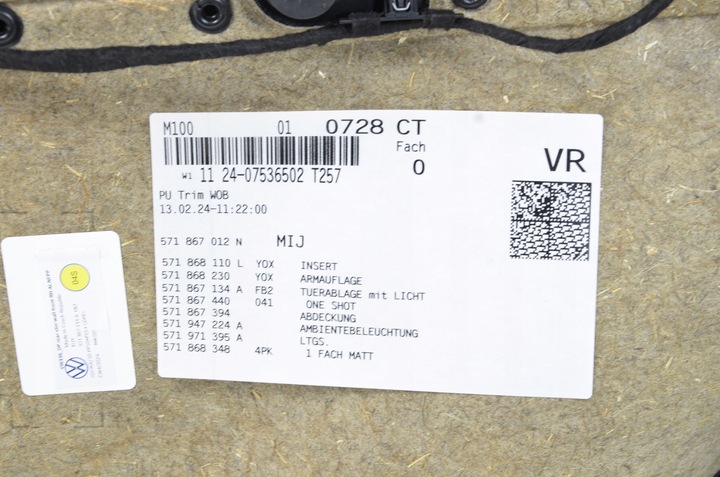 M100 01 0728 CT
Fach
0
VR
W1 11 24-07536502 T257
PU Trim WOB
13.02.24-11:22:00
571 867 012 N MIJ
571 868 110 L YOX INSERT
571 868 230 YOX ARMAUFLAGE
571 867 134 A FB2 TUERABLAGE mit LICHT
571 867 440 041 ONE SHOT
571 867 394 ABDECKUNG
571 947 224 A AMBIENTEBELEUCHTUNG
571 971 395 A LTGS.
571 868 348 4PK 1 FACH MATT
04S